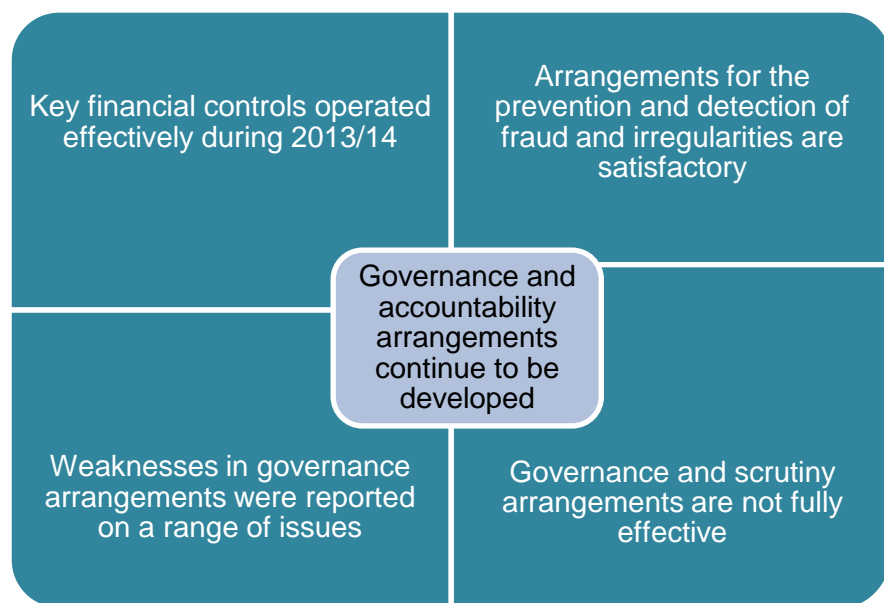 Key financial controls operated
effectively during 2013/14
Arrangements for the
prevention and detection of
fraud and irregularities are
satisfactory
Governance and
accountability
arrangements
continue to be
developed
Weaknesses in governance
arrangements were reported
on a range of issues
Governance and scrutiny
arrangements are not fully
effective